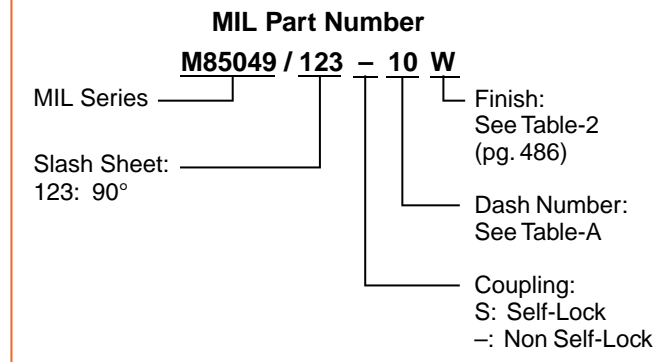 MIL Part Number
M85049 / 123 – 10 W
MIL Series
Finish:
See Table-2
(pg. 486)
Slash Sheet:
123: 90°
Dash Number:
See Table-A
Coupling:
S: Self-Lock
–: Non Self-Lock